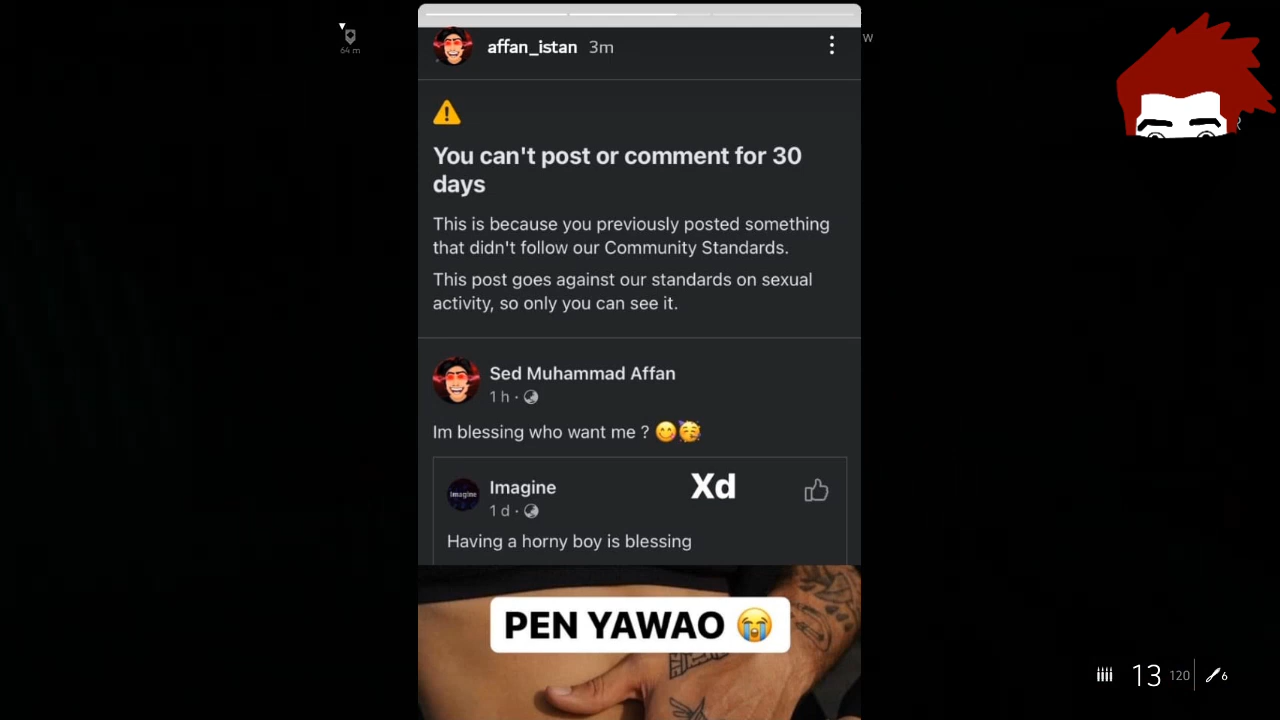 64 m
W
affan_istan 3m
You can't post or comment for 30
days
This is because you previously posted something
that didn't follow our Community Standards.
This post goes against our standards on sexual
activity, so only you can see it.
Sed Muhammad Affan
1 h ·
Im blessing who want me ? 😊🥳
Imagine
Imagine
Xd
1 d ·
Having a horny boy is blessing
PEN YAWAO 😭
13 120 6